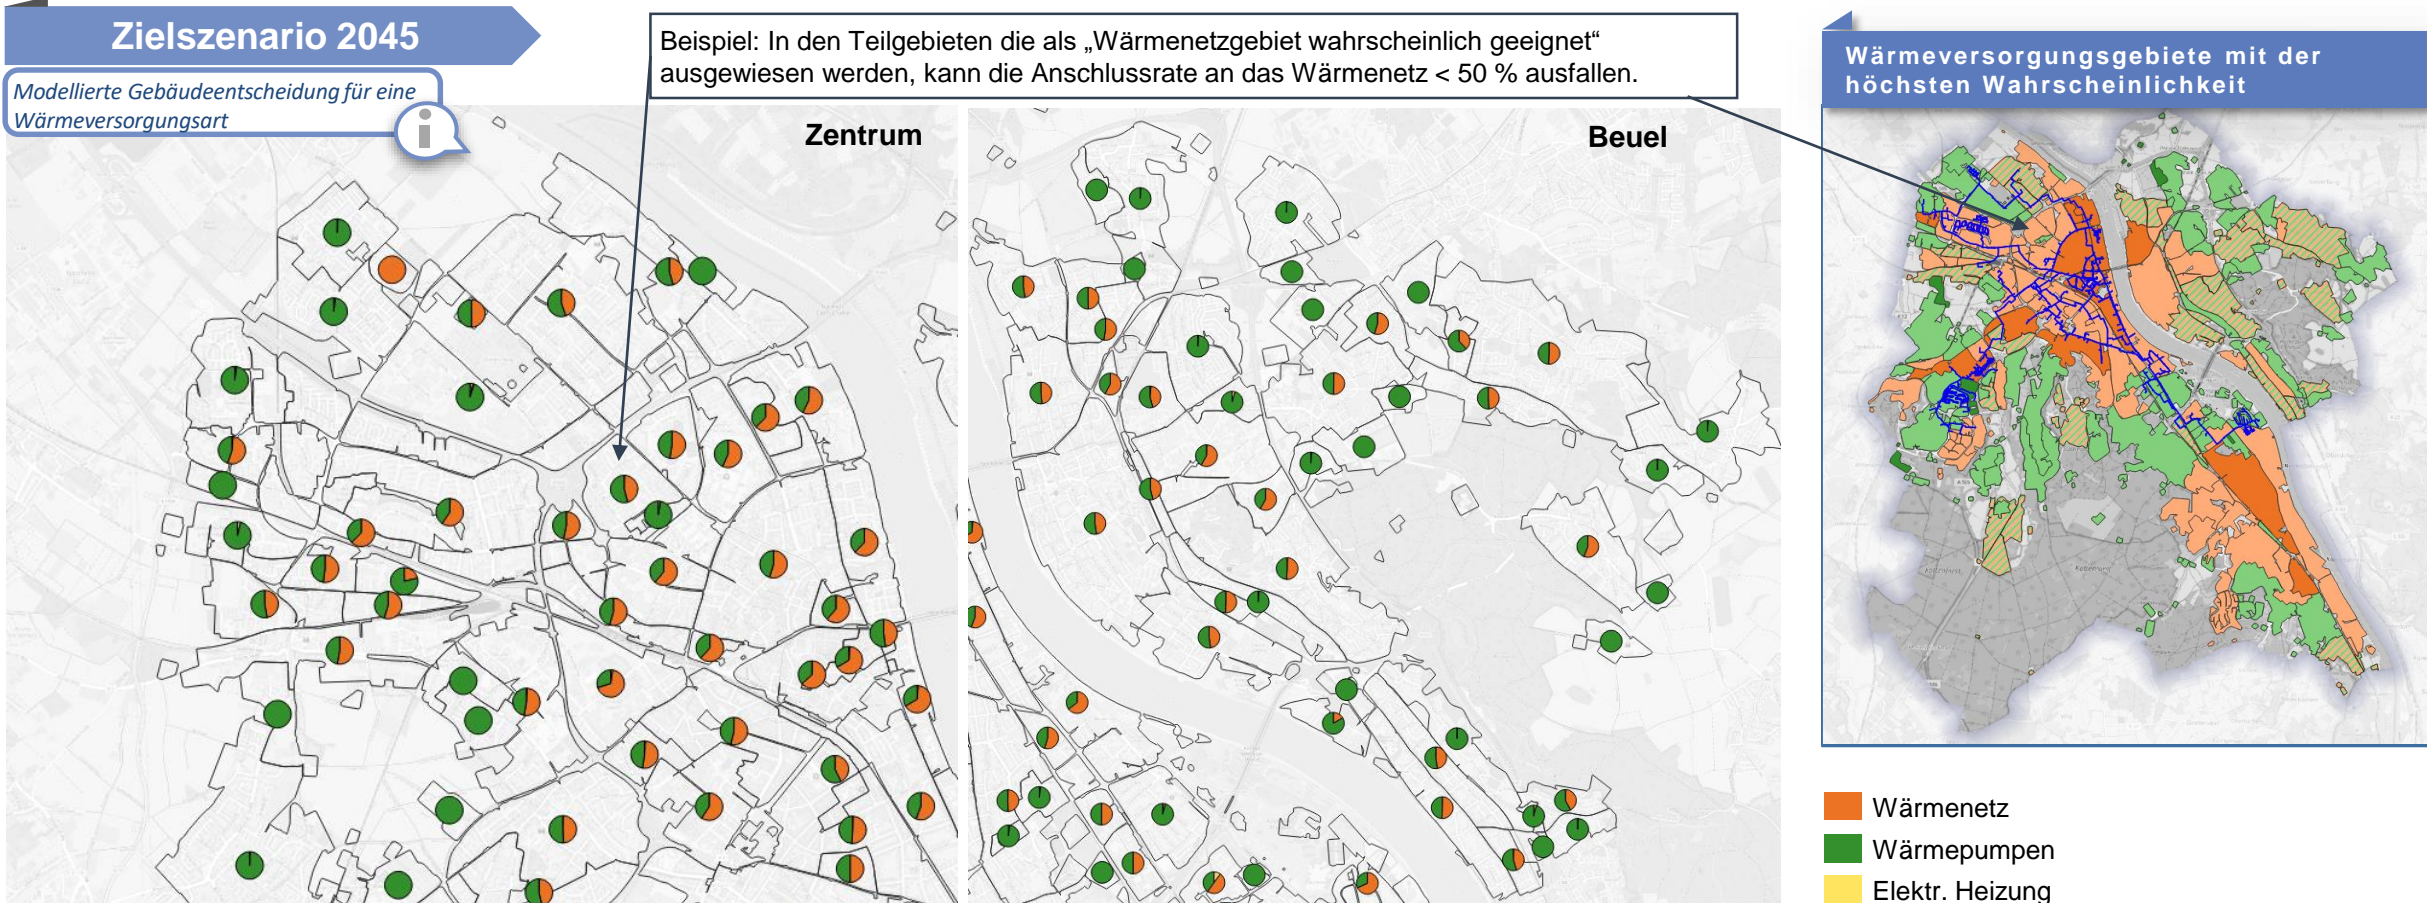 Zielszenario 2045
Modellierte Gebäudeentscheidung für eine
Wärmeversorgungsart
Beispiel: In den Teilgebieten die als „Wärmenetzgebiet wahrscheinlich geeignet“
ausgewiesen werden, kann die Anschlussrate an das Wärmenetz < 50 % ausfallen.
Zentrum
Beuel
Wärmeversorgungsgebiete mit der
höchsten Wahrscheinlichkeit
Wärmenetz
Wärmepumpen
Elektr. Heizung